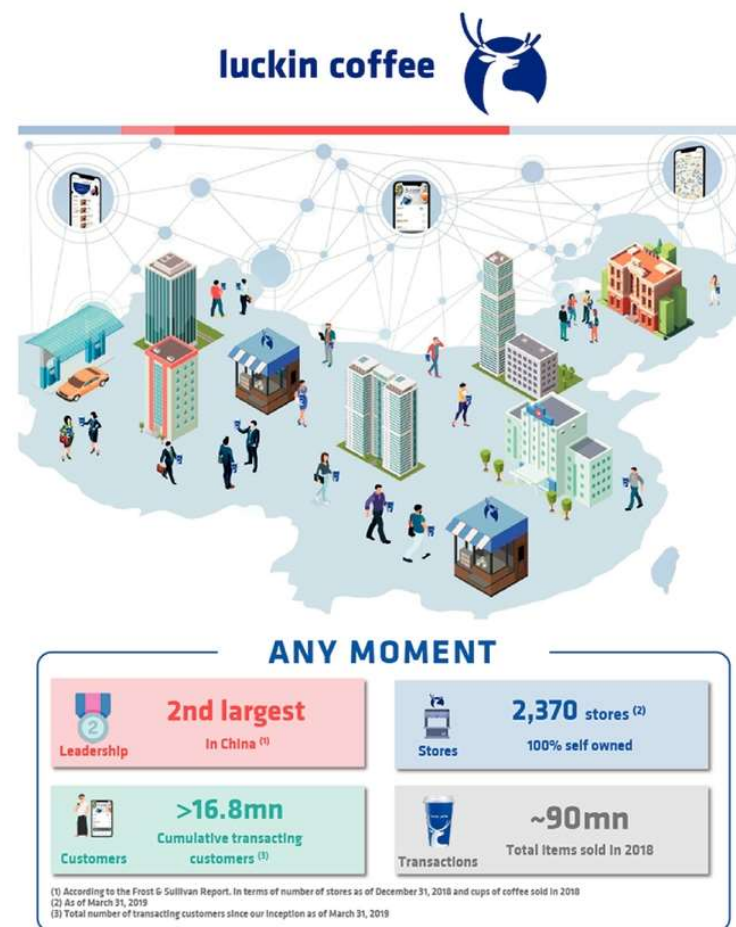 luckin coffee
ANY MOMENT
2
Leadership
2nd largest
in China (1)
Stores
2,370 stores (2)
100% self owned
Customers
>16.8mn
Cumulative transacting
customers (3)
Transactions
~90mn
Total items sold in 2018
(1) According to the Frost & Sullivan Report. In terms of number of stores as of December 31, 2018 and cups of coffee sold in 2018
(2) As of March 31, 2019
(3) Total number of transacting customers since our inception as of March 31, 2019